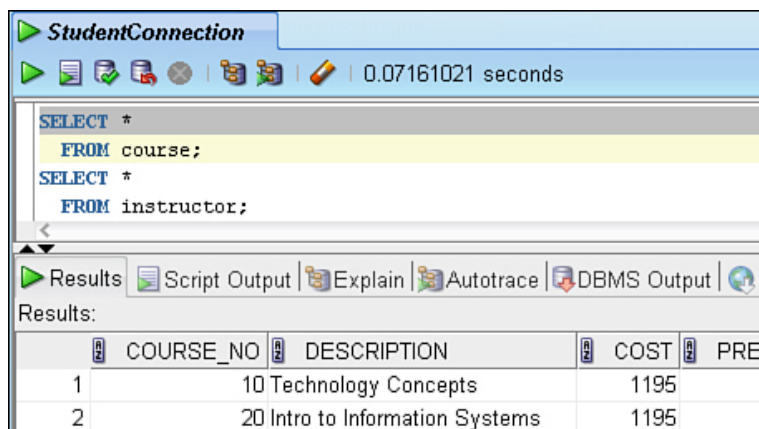 StudentConnection
0.07161021 seconds
SELECT *
FROM course;
SELECT *
FROM instructor;
Results Script Output Explain Autotrace DBMS Output
Results:
COURSE_NO DESCRIPTION COST PRE
1 10 Technology Concepts 1195
2 20 Intro to Information Systems 1195